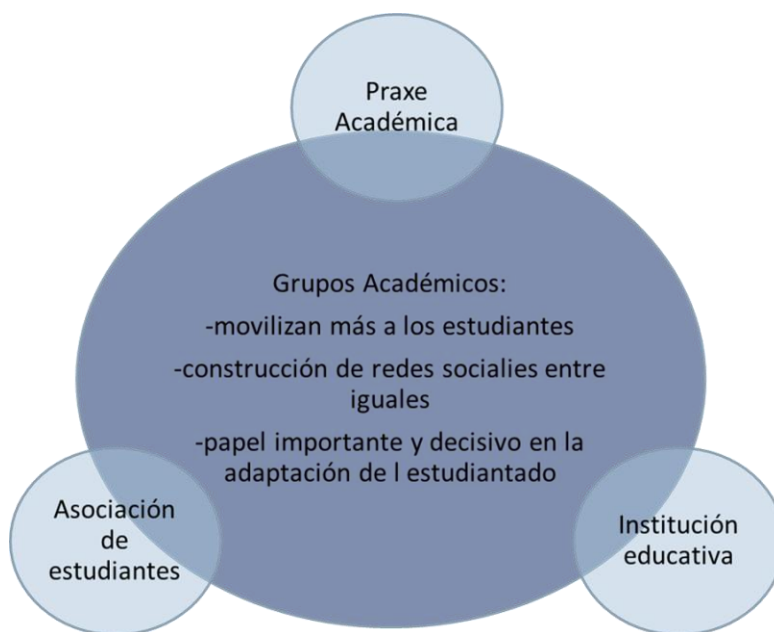 Praxe
Académica
Grupos Académicos:
-movilizan más a los estudiantes
-construcción de redes socialies entre
iguales
-papel importante y decisivo en la
adaptación de l estudiantado
Asociación
de
estudiantes
Institución
educativa